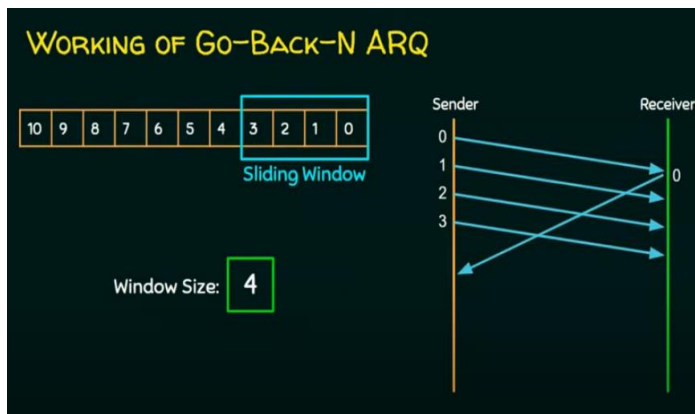 WORKING OF GO-BACK-N ARQ
10 9 8 7 6 5 4 3 2 1 0
Sliding Window
Window Size: 4
Sender Receiver
0
0
1
2
3